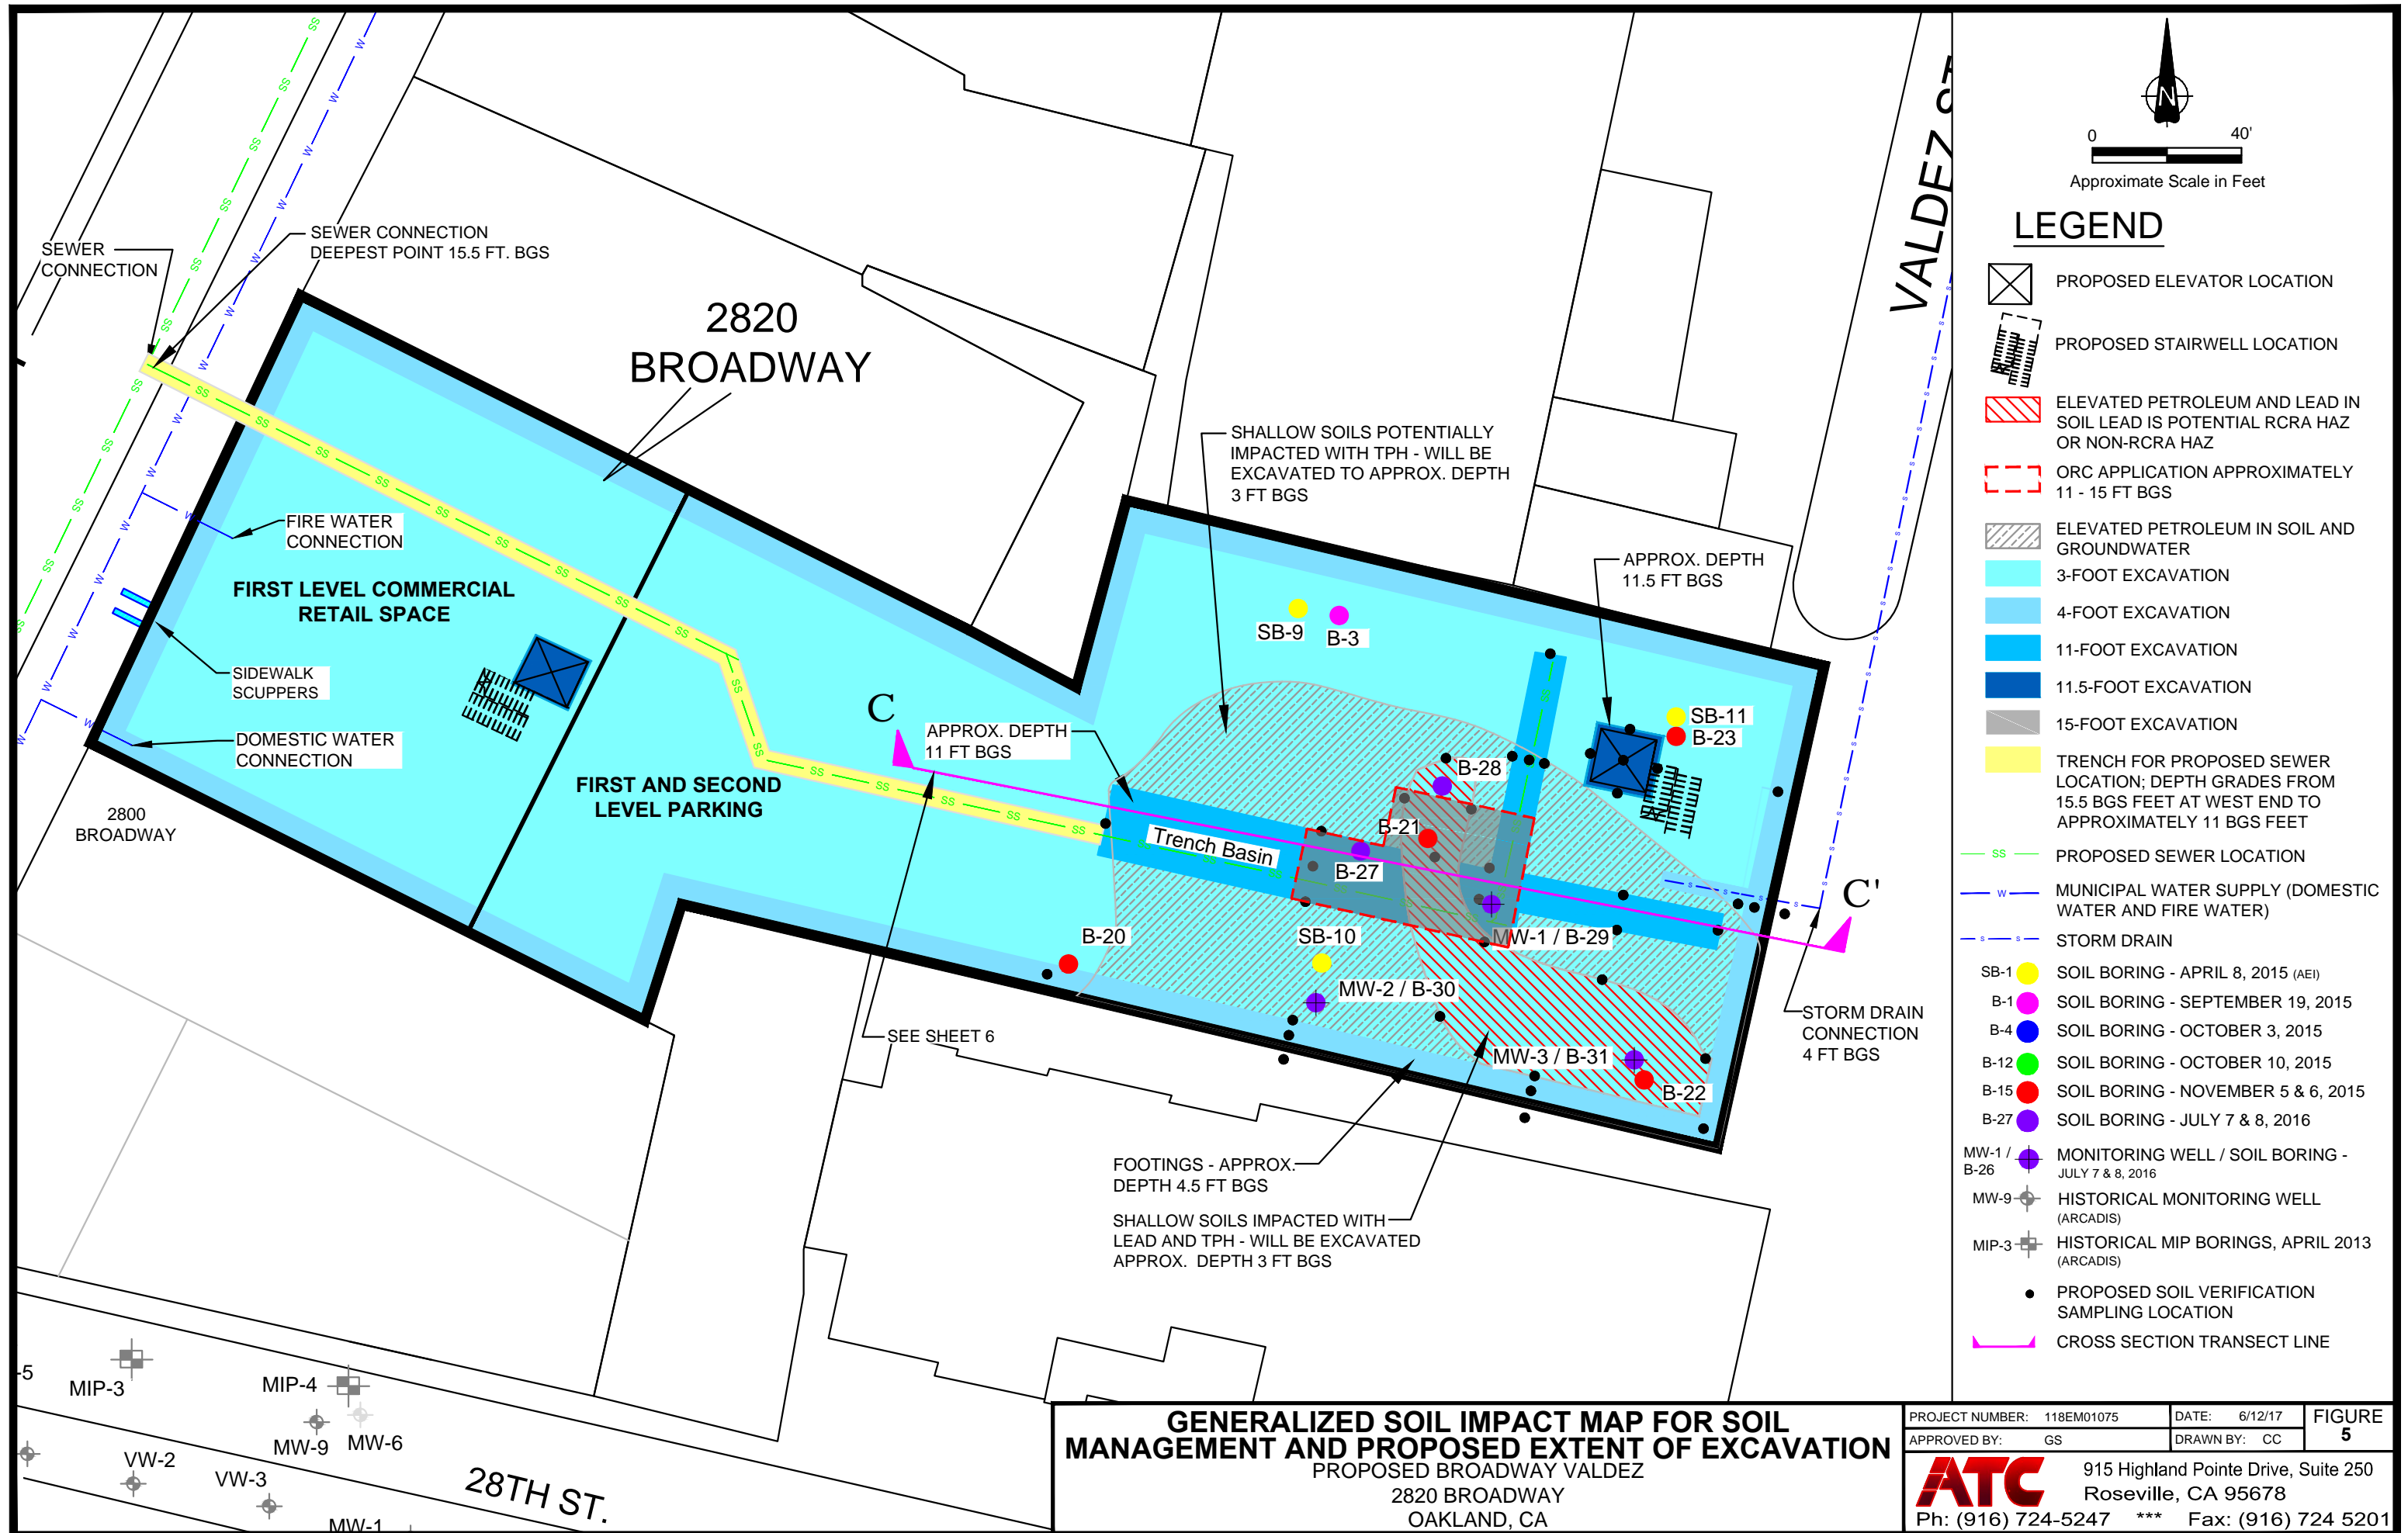 SEWER
CONNECTION
SEWER CONNECTION
DEEPEST POINT 15.5 FT. BGS
2820
BROADWAY
SHALLOW SOILS POTENTIALLY
IMPACTED WITH TPH - WILL BE
EXCAVATED TO APPROX. DEPTH
3 FT BGS
VALDEZ ST
FIRE WATER
CONNECTION
FIRST LEVEL COMMERCIAL
RETAIL SPACE
SIDEWALK
SCUPPERS
DOMESTIC WATER
CONNECTION
2800
BROADWAY
FIRST AND SECOND
LEVEL PARKING
C
APPROX. DEPTH
11 FT BGS
APPROX. DEPTH
11.5 FT BGS
SB-9
B-3
SB-11
B-23
B-28
B-21
Trench Basin
B-27
C'
B-20
SB-10
MW-1 / B-29
MW-2 / B-30
SEE SHEET 6
MW-3 / B-31
B-22
STORM DRAIN
CONNECTION
4 FT BGS
FOOTINGS - APPROX.
DEPTH 4.5 FT BGS
SHALLOW SOILS IMPACTED WITH
LEAD AND TPH - WILL BE EXCAVATED
APPROX. DEPTH 3 FT BGS
-5
MIP-3
MIP-4
MW-9
MW-6
VW-2
VW-3
MW-1
28TH ST.
N
0 40'
Approximate Scale in Feet
LEGEND
PROPOSED ELEVATOR LOCATION
PROPOSED STAIRWELL LOCATION
ELEVATED PETROLEUM AND LEAD IN
SOIL LEAD IS POTENTIAL RCRA HAZ
OR NON-RCRA HAZ
ORC APPLICATION APPROXIMATELY
11 - 15 FT BGS
ELEVATED PETROLEUM IN SOIL AND
GROUNDWATER
3-FOOT EXCAVATION
4-FOOT EXCAVATION
11-FOOT EXCAVATION
11.5-FOOT EXCAVATION
15-FOOT EXCAVATION
TRENCH FOR PROPOSED SEWER
LOCATION; DEPTH GRADES FROM
15.5 BGS FEET AT WEST END TO
APPROXIMATELY 11 BGS FEET
SS PROPOSED SEWER LOCATION
W MUNICIPAL WATER SUPPLY (DOMESTIC
WATER AND FIRE WATER)
S S STORM DRAIN
SB-1 SOIL BORING - APRIL 8, 2015 (AEI)
B-1 SOIL BORING - SEPTEMBER 19, 2015
B-4 SOIL BORING - OCTOBER 3, 2015
B-12 SOIL BORING - OCTOBER 10, 2015
B-15 SOIL BORING - NOVEMBER 5 & 6, 2015
B-27 SOIL BORING - JULY 7 & 8, 2016
MW-1 / B-26 MONITORING WELL / SOIL BORING -
JULY 7 & 8, 2016
MW-9 HISTORICAL MONITORING WELL
(ARCADIS)
MIP-3 HISTORICAL MIP BORINGS, APRIL 2013
(ARCADIS)
PROPOSED SOIL VERIFICATION
SAMPLING LOCATION
CROSS SECTION TRANSECT LINE
GENERALIZED SOIL IMPACT MAP FOR SOIL
MANAGEMENT AND PROPOSED EXTENT OF EXCAVATION
PROPOSED BROADWAY VALDEZ
2820 BROADWAY
OAKLAND, CA
PROJECT NUMBER: 118EM01075
DATE: 6/12/17
FIGURE
5
APPROVED BY: GS
DRAWN BY: CC
ATC
915 Highland Pointe Drive, Suite 250
Roseville, CA 95678
Ph: (916) 724-5247 *** Fax: (916) 724 5201